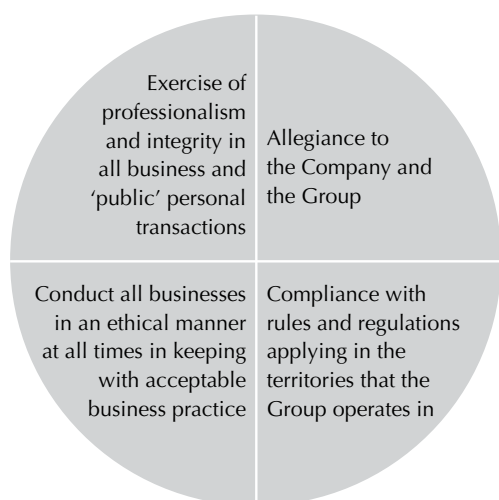 Exercise of
professionalism
and integrity in
all business and
‘public’ personal
transactions
Allegiance to
the Company and
the Group
Conduct all businesses
in an ethical manner
at all times in keeping
with acceptable
business practice
Compliance with
rules and regulations
applying in the
territories that the
Group operates in